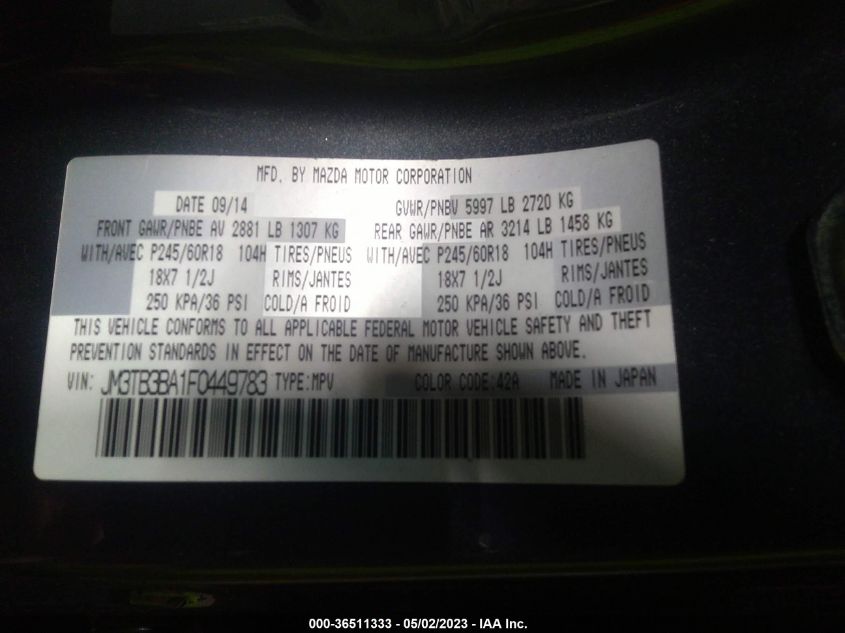 MFD. BY MAZDA MOTOR CORPORATION
DATE 09/14 GVWR/PNBV 5997 LB 2720 KG
FRONT GAWR/PNBE AV 2881 LB 1307 KG REAR GAWR/PNBE AR 3214 LB 1458 KG
WITH/AVEC P245/60R18 104H TIRES/PNEUS WITH/AVEC P245/60R18 104H TIRES/PNEUS
18X7 1/2J RIMS/JANTES 18X7 1/2J RIMS/JANTES
250 KPA/36 PSI COLD/A FROID 250 KPA/36 PSI COLD/A FROID
THIS VEHICLE CONFORMS TO ALL APPLICABLE FEDERAL MOTOR VEHICLE SAFETY AND THEFT
PREVENTION STANDARDS IN EFFECT ON THE DATE OF MANUFACTURE SHOWN ABOVE.
VIN: JM3TB3BA1F0449783 TYPE:MPV COLOR CODE:42A MADE IN JAPAN
000-36511333 - 05/02/2023 - IAA Inc.